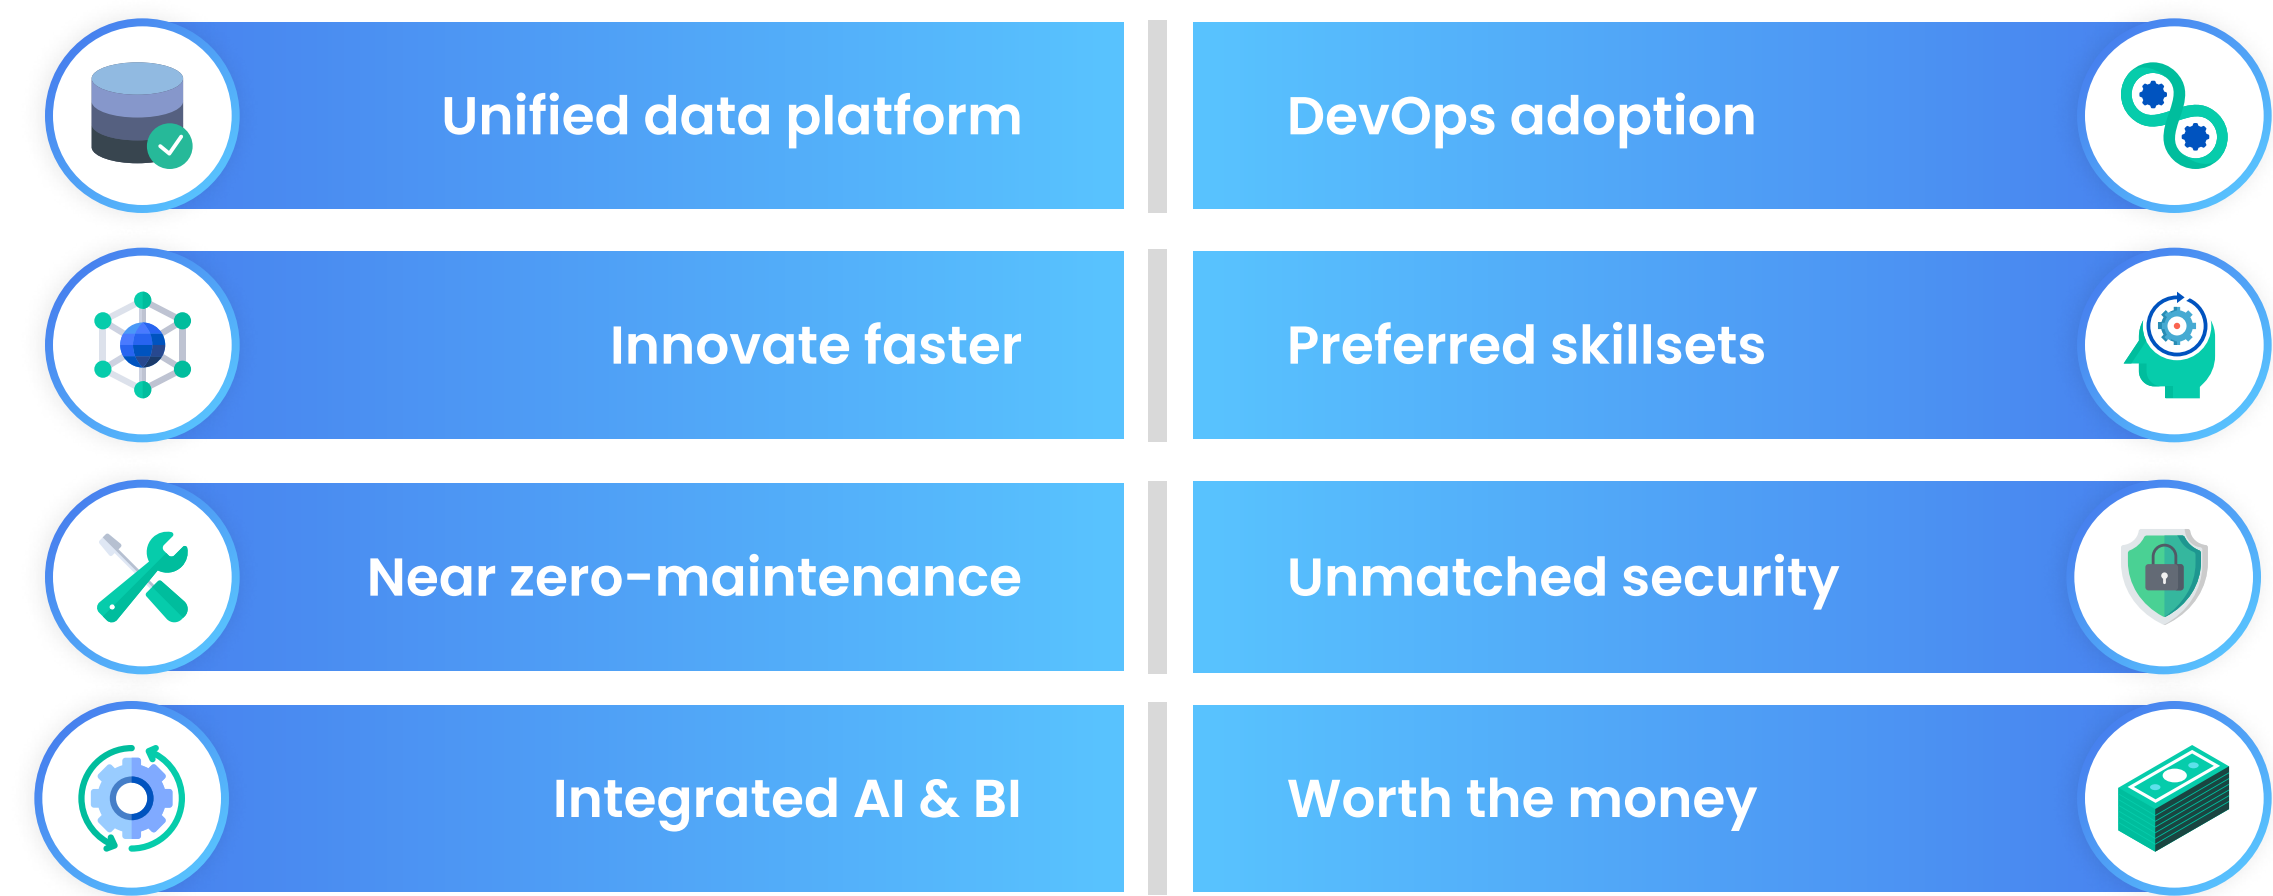 Unified data platform
DevOps adoption
Innovate faster
Preferred skillsets
Near zero-maintenance
Unmatched security
Integrated AI & BI
Worth the money